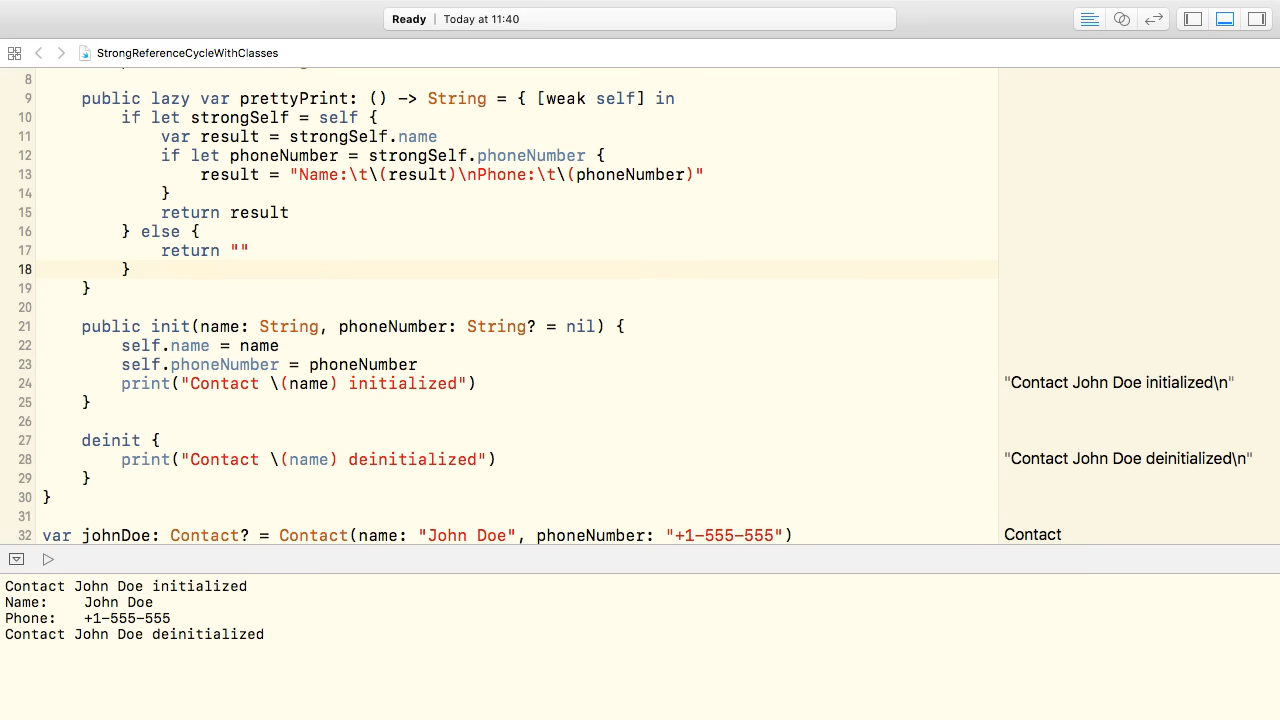 Ready | Today at 11:40
StrongReferenceCycleWithClasses
8
9 public lazy var prettyPrint: () -> String = { [weak self] in
10 if let strongSelf = self {
11 var result = strongSelf.name
12 if let phoneNumber = strongSelf.phoneNumber {
13 result = "Name:\t\(result)\nPhone:\t\(phoneNumber)"
14 }
15 return result
16 } else {
17 return ""
18 }
19 }
20
21 public init(name: String, phoneNumber: String? = nil) {
22 self.name = name
23 self.phoneNumber = phoneNumber
24 print("Contact \(name) initialized") "Contact John Doe initialized\n"
25 }
26
27 deinit {
28 print("Contact \(name) deinitialized") "Contact John Doe deinitialized\n"
29 }
30 }
31
32 var johnDoe: Contact? = Contact(name: "John Doe", phoneNumber: "+1-555-555") Contact
Contact John Doe initialized
Name: John Doe
Phone: +1-555-555
Contact John Doe deinitialized